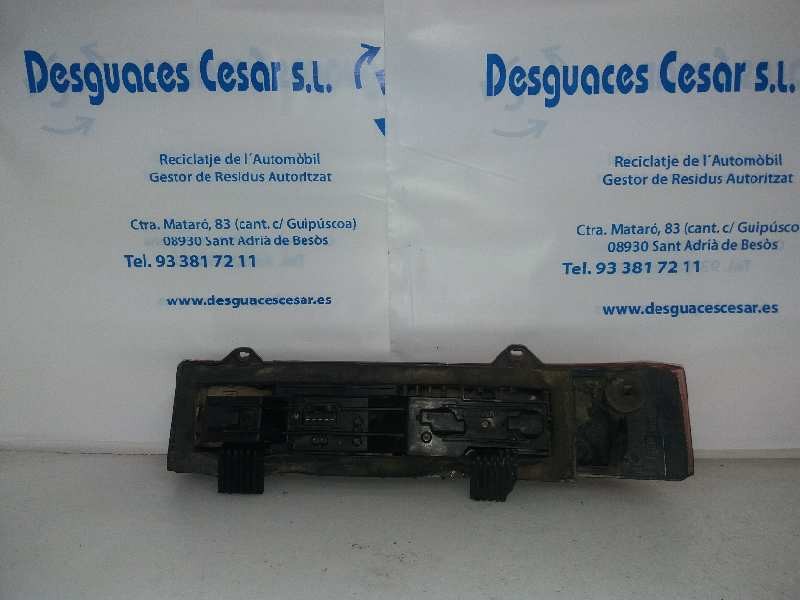 Desguaces Cesar s.l.
Reciclatje de l´Automòbil
Gestor de Residus Autoritzat
Ctra. Mataró, 83 (cant. c/ Guipúscoa)
08930 Sant Adrià de Besòs
Tel. 93 381 72 11
www.desguacescesar.es
Desguaces Cesar s.l.
Reciclatje de l´Automòbil
Gestor de Residus Autoritzat
Ctra. Mataró, 83 (cant. c/ Guipúsco
08930 Sant Adrià de Besòs
Tel. 93 381 72 11
www.desguacescesar.es